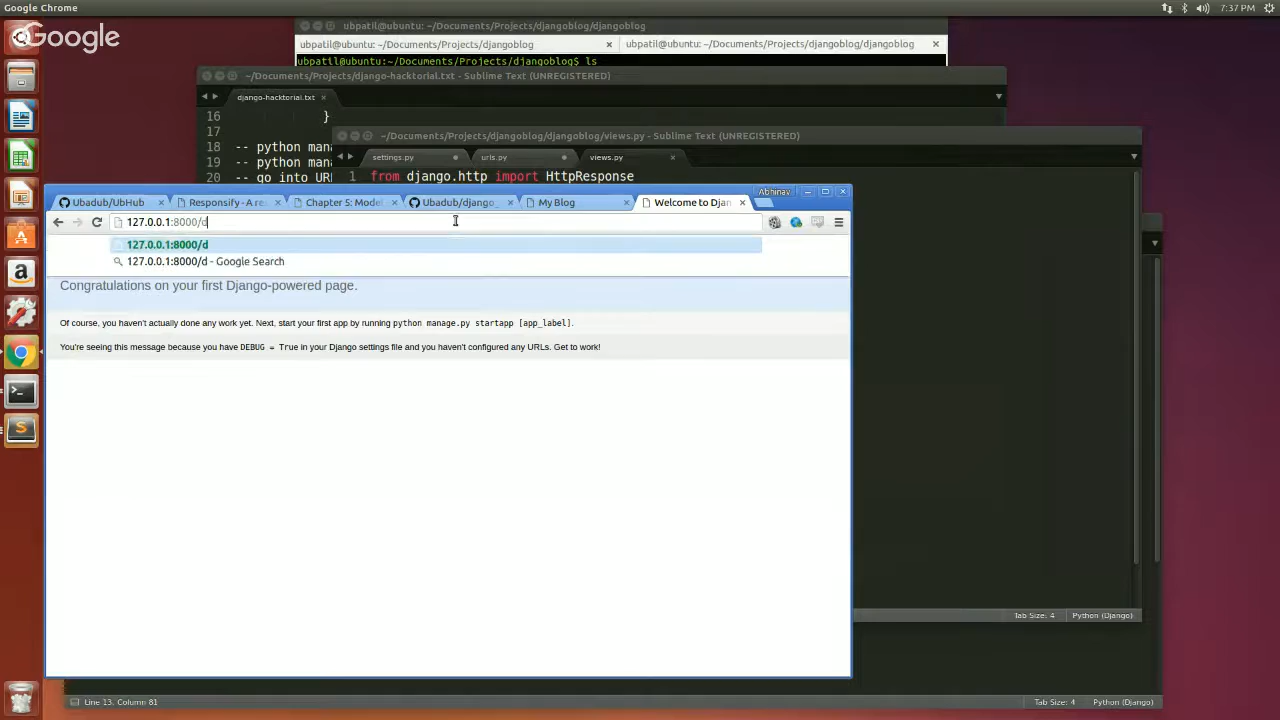 Google Chrome
7:37 PM
Google
ubpatil@ubuntu: ~/Documents/Projects/djangoblog/djangoblog
ubpatil@ubuntu: ~/Documents/Projects/djangoblog
ubpatil@ubuntu: ~/Documents/Projects/djangoblog/djangoblog
ubpatil@ubuntu:~/Documents/Projects/djangoblog$ ls
~/Documents/Projects/django-hacktorial.txt - Sublime Text (UNREGISTERED)
django-hacktorial.txt
16 }
17
18 -- python mana
19 -- python mana
20 -- go into URL
~/Documents/Projects/djangoblog/djangoblog/views.py - Sublime Text (UNREGISTERED)
settings.py
urls.py
views.py
1 from django.http import HttpResponse
Abhinav
Ubadub/UbHub
Responsify - A re
Chapter 5: Model
Ubadub/django_
My Blog
Welcome to Djan
127.0.0.1:8000/d
127.0.0.1:8000/d
127.0.0.1:8000/d - Google Search
Congratulations on your first Django-powered page.
Of course, you haven't actually done any work yet. Next, start your first app by running python manage.py startapp [app_label].
You're seeing this message because you have DEBUG = True in your Django settings file and you haven't configured any URLs. Get to work!
Tab Size: 4
Python (Django)
Line 13, Column 81
Tab Size: 4
Python (Django)